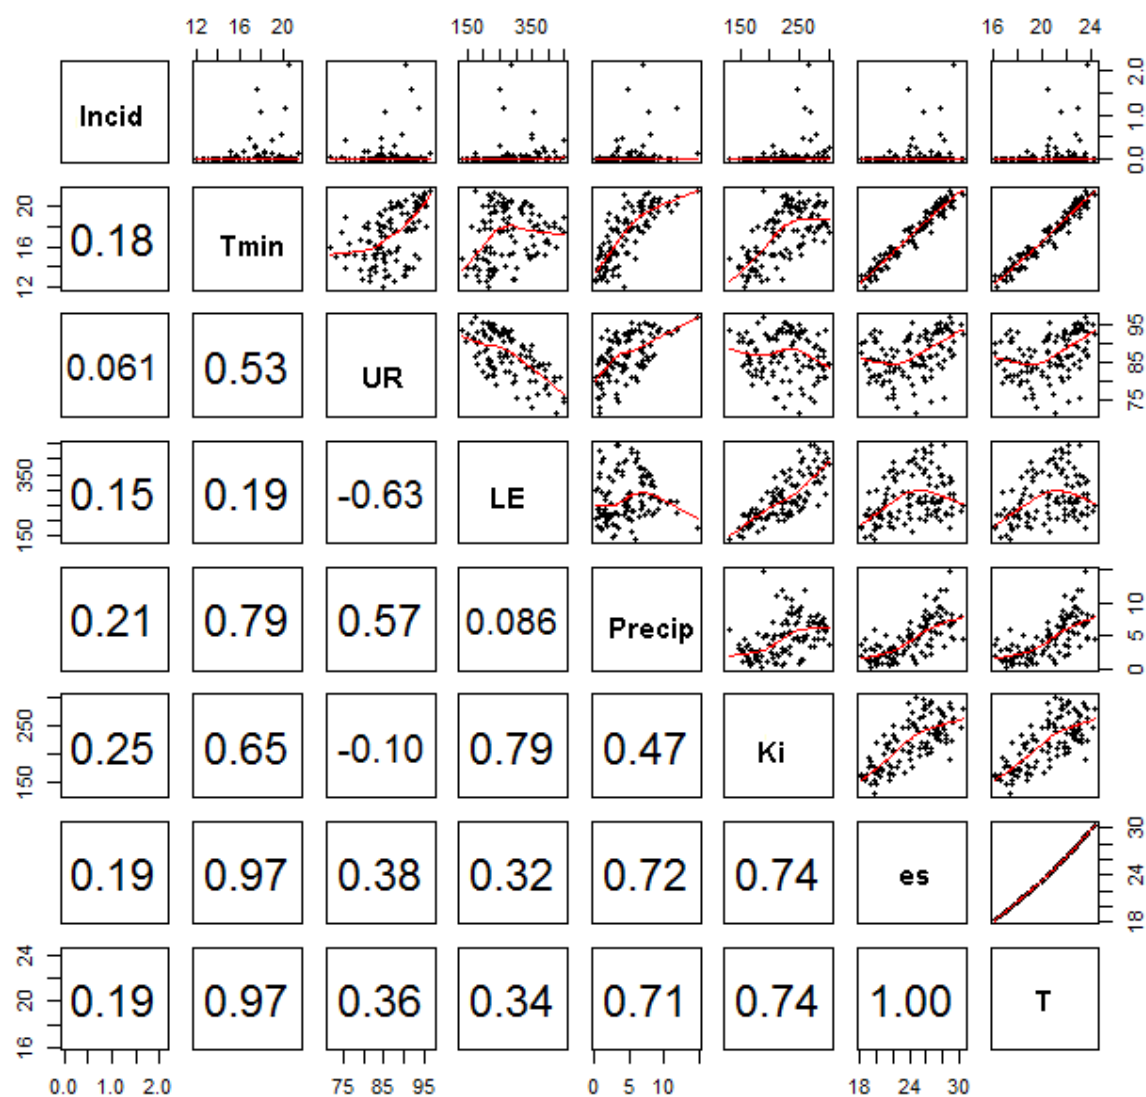 12 16 20 150 350 150 250 16 20 24
Incid 0.0 1.0 2.0
12 16 20 0.18 Tmin
0.061 0.53 UR 75 85 95
150 350 0.15 0.19 -0.63 LE
0.21 0.79 0.57 0.086 Precip 0 5 10
150 250 0.25 0.65 -0.10 0.79 0.47 Ki
0.19 0.97 0.38 0.32 0.72 0.74 es 18 24 30
16 20 24 0.19 0.97 0.36 0.34 0.71 0.74 1.00 T
0.0 1.0 2.0 75 85 95 0 5 10 18 24 30